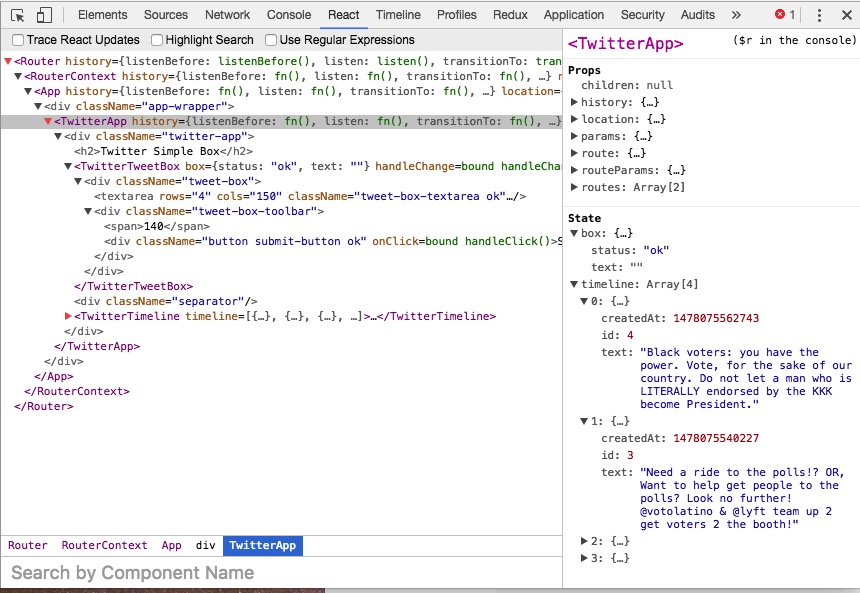 Elements Sources Network Console React Timeline Profiles Redux Application Security Audits » 1
Trace React Updates Highlight Search Use Regular Expressions
<Router history={listenBefore: listenBefore(), listen: listen(), transitionTo: tran
<RouterContext history={listenBefore: fn(), listen: fn(), transitionTo: fn(), …} r
<App history={listenBefore: fn(), listen: fn(), transitionTo: fn(), …} location=
<div className="app-wrapper">
<TwitterApp history={listenBefore: fn(), listen: fn(), transitionTo: fn(), …}
<div className="twitter-app">
<h2>Twitter Simple Box</h2>
<TwitterTweetBox box={status: "ok", text: ""} handleChange=bound handleCha
<div className="tweet-box">
<textarea rows="4" cols="150" className="tweet-box-textarea ok"…/>
<div className="tweet-box-toolbar">
<span>140</span>
<div className="button submit-button ok" onClick=bound handleClick()>S
</div>
</div>
</TwitterTweetBox>
<div className="separator"/>
<TwitterTimeline timeline=[{…}, {…}, {…}, …]>…</TwitterTimeline>
</div>
</TwitterApp>
</div>
</App>
</RouterContext>
</Router>
Router RouterContext App div TwitterApp
Search by Component Name
<TwitterApp> ($r in the console)
Props
children: null
history: {…}
location: {…}
params: {…}
route: {…}
routeParams: {…}
routes: Array[2]
State
box: {…}
status: "ok"
text: ""
timeline: Array[4]
0: {…}
createdAt: 1478075562743
id: 4
text: "Black voters: you have the
power. Vote, for the sake of our
country. Do not let a man who is
LITERALLY endorsed by the KKK
become President."
1: {…}
createdAt: 1478075540227
id: 3
text: "Need a ride to the polls!? OR,
Want to help get people to the
polls? Look no further!
@votolatino & @lyft team up 2
get voters 2 the booth!"
2: {…}
3: {…}